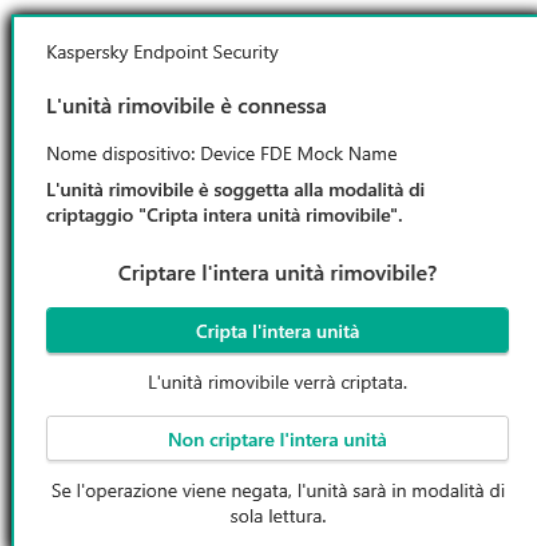 Kaspersky Endpoint Security
L'unità rimovibile è connessa
Nome dispositivo: Device FDE Mock Name
L'unità rimovibile è soggetta alla modalità di
criptaggio "Cripta intera unità rimovibile".
Criptare l'intera unità rimovibile?
Cripta l'intera unità
L'unità rimovibile verrà criptata.
Non criptare l'intera unità
Se l'operazione viene negata, l'unità sarà in modalità di
sola lettura.